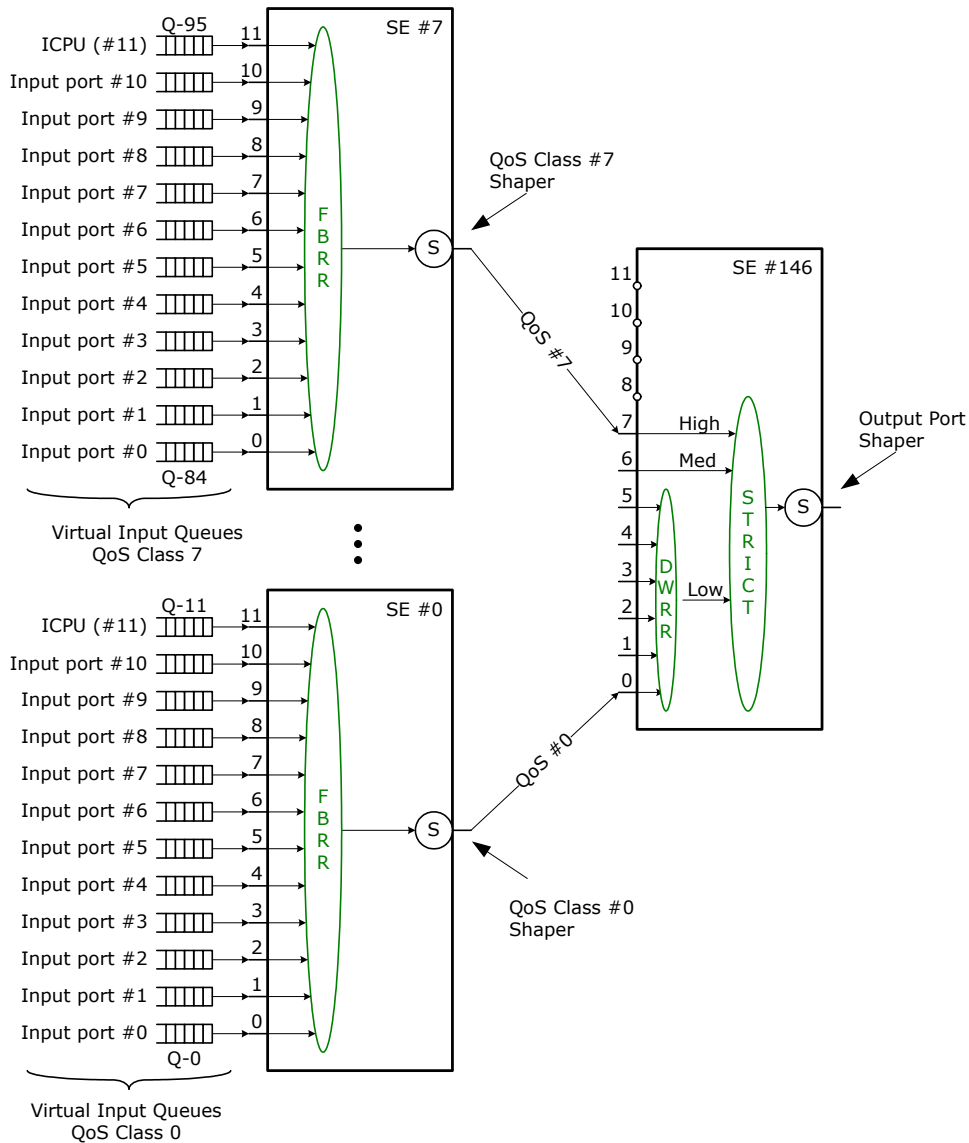 Q-95
SE #7
ICPU (#11)
11
Input port #10
10
Input port #9
9
Input port #8
8
Input port #7
7
Input port #6
6
Input port #5
5
Input port #4
4
Input port #3
3
Input port #2
2
Input port #1
1
Input port #0
0
Q-84
FBRR
S
QoS Class #7
Shaper
QoS #7
Virtual Input Queues
QoS Class 7
SE #146
11
10
9
8
7
High
6
Med
5
4
3
2
1
0
DWRR
Low
STRICT
S
Output Port
Shaper
Q-11
SE #0
ICPU (#11)
11
Input port #10
10
Input port #9
9
Input port #8
8
Input port #7
7
Input port #6
6
Input port #5
5
Input port #4
4
Input port #3
3
Input port #2
2
Input port #1
1
Input port #0
0
Q-0
FBRR
S
QoS #0
QoS Class #0
Shaper
Virtual Input Queues
QoS Class 0